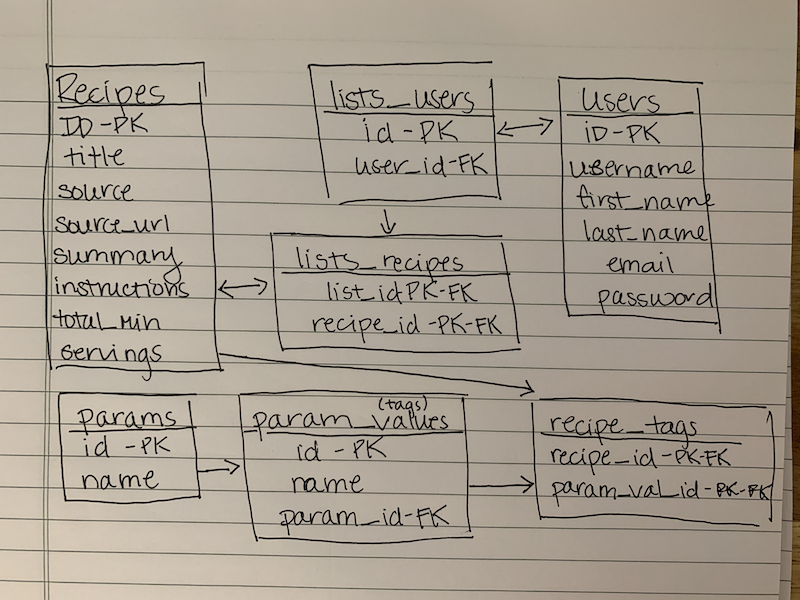 Recipes
ID-PK
title
source
source_url
summary
instructions
total_min
servings
lists_users
id-PK
user_id-FK
users
iD-PK
username
first_name
last_name
email
password
lists_recipes
list_id PK-FK
recipe_id-PK-FK
params
id-PK
name
(tags)
param_values
id-PK
name
param_id-FK
recipe_tags
recipe_id-PK-FK
param_val_id-PK-FK